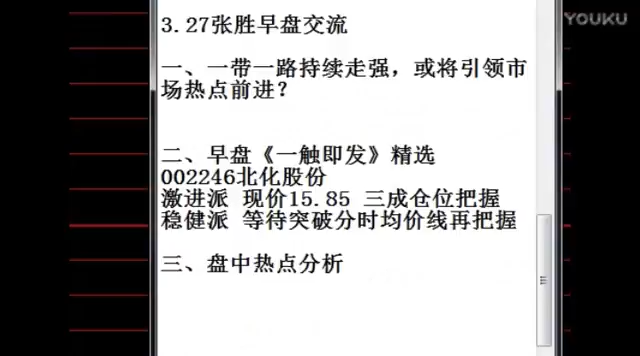 YOUKU
3.27张胜早盘交流
一、一带一路持续走强，或将引领市
场热点前进？
二、早盘《一触即发》精选
002246北化股份
激进派 现价15.85 三成仓位把握
稳健派 等待突破分时均价线再把握
三、盘中热点分析